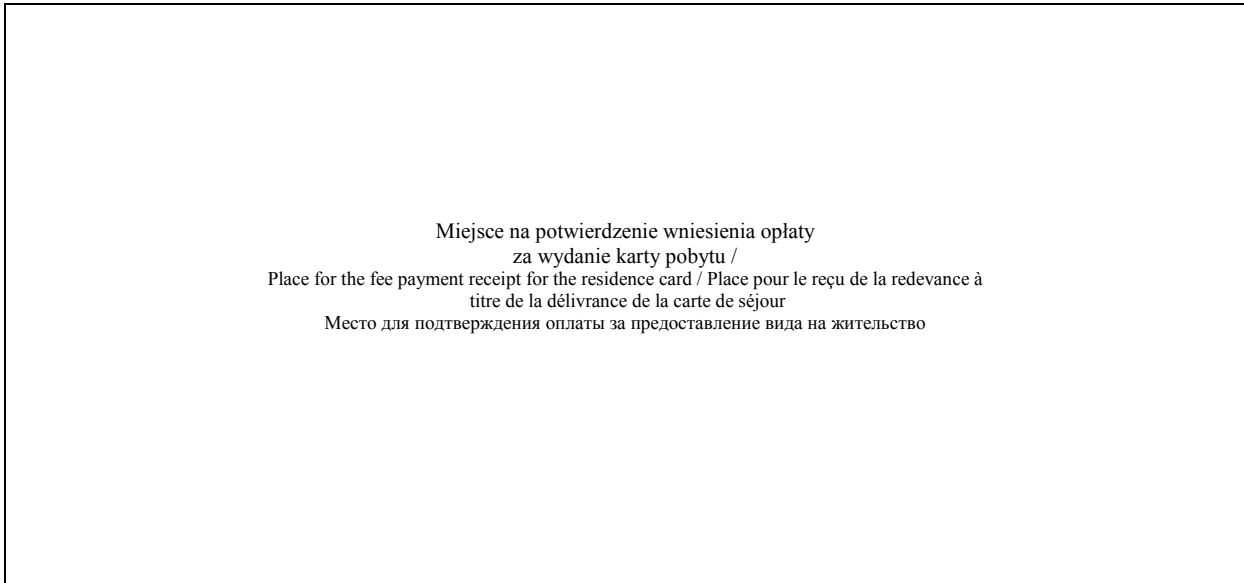 Miejsce na potwierdzenie wniesienia opłaty
za wydanie karty pobytu /
Place for the fee payment receipt for the residence card / Place pour le reçu de la redevance à
titre de la délivrance de la carte de séjour
Место для подтверждения оплаты за предоставление вида на жительство